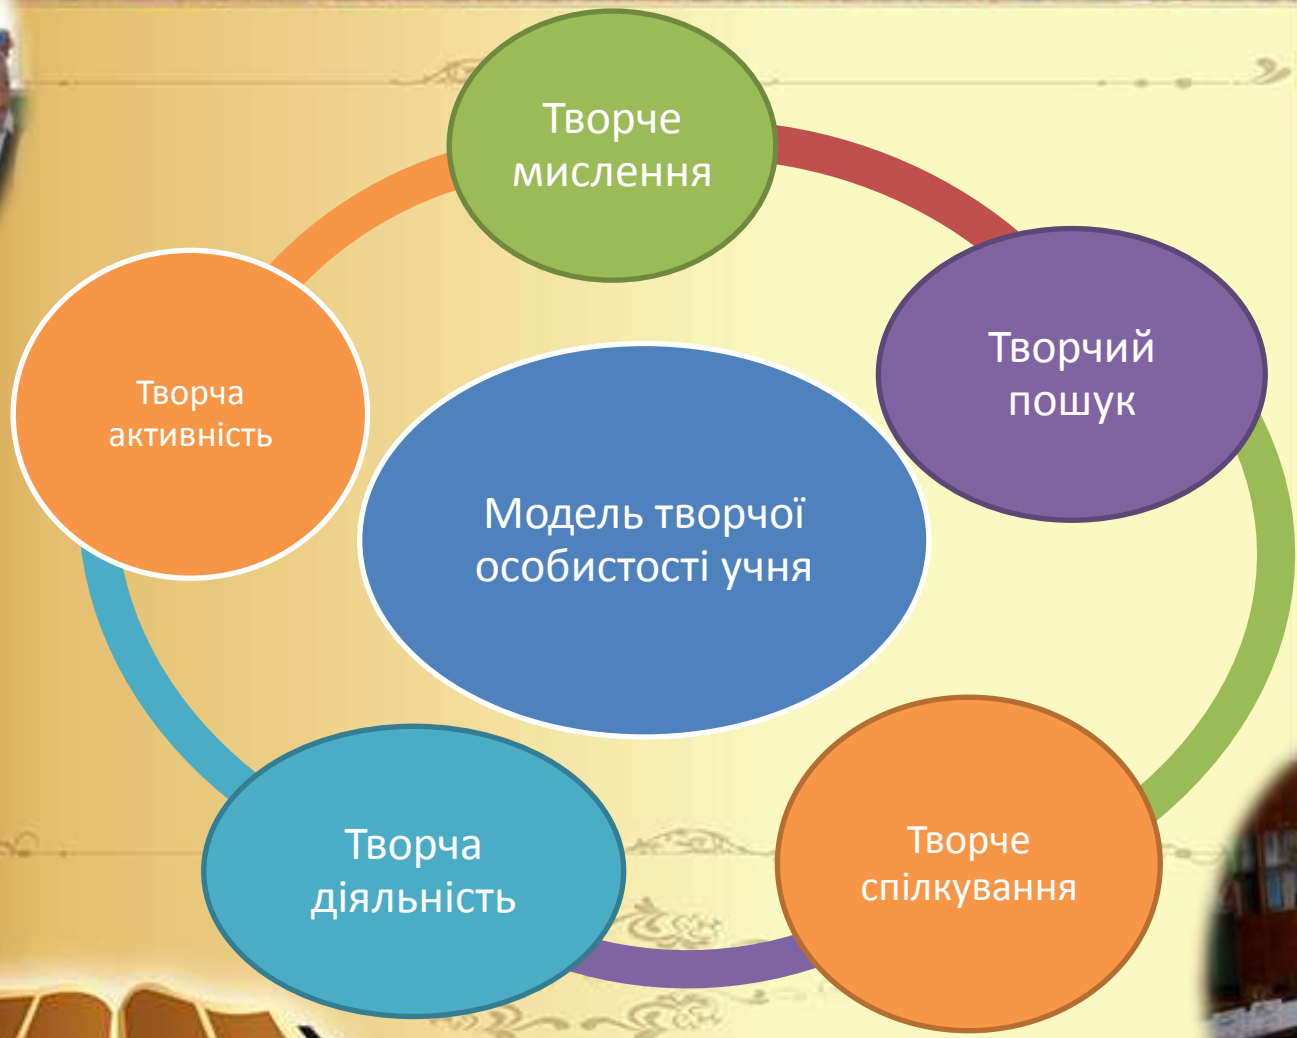 Творче
мислення
Творчий
пошук
Творча
активність
Модель творчої
особистості учня
Творча
діяльність
Творче
спілкування